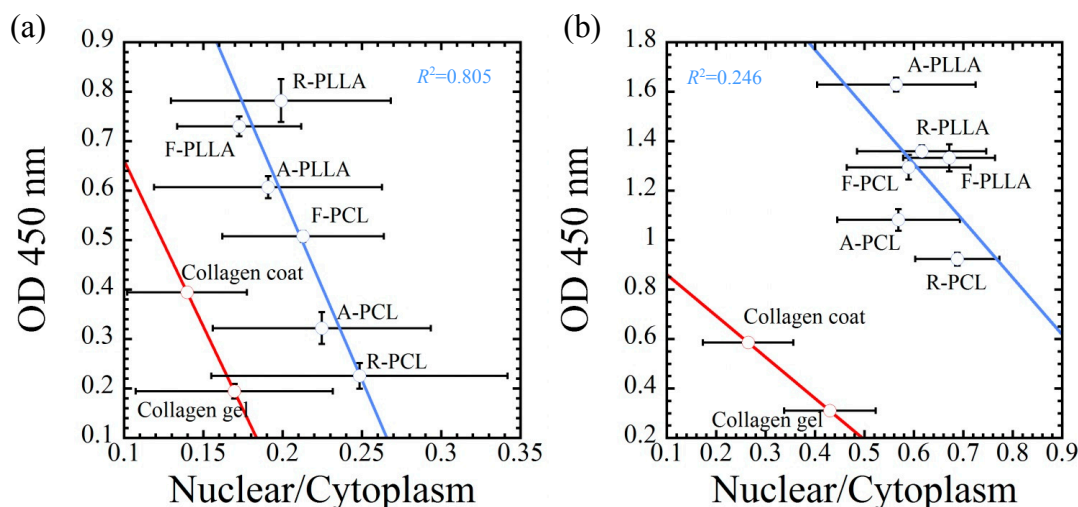 (a)
OD 450 nm
0.9
0.8
0.7
0.6
0.5
0.4
0.3
0.2
0.1
R²=0.805
R-PLLA
F-PLLA
A-PLLA
F-PCL
Collagen coat
A-PCL
R-PCL
Collagen gel
0.1 0.15 0.2 0.25 0.3 0.35
Nuclear/Cytoplasm
(b)
OD 450 nm
1.8
1.6
1.4
1.2
1
0.8
0.6
0.4
0.2
R²=0.246
A-PLLA
R-PLLA
F-PCL
F-PLLA
A-PCL
R-PCL
Collagen coat
Collagen gel
0.1 0.2 0.3 0.4 0.5 0.6 0.7 0.8 0.9
Nuclear/Cytoplasm